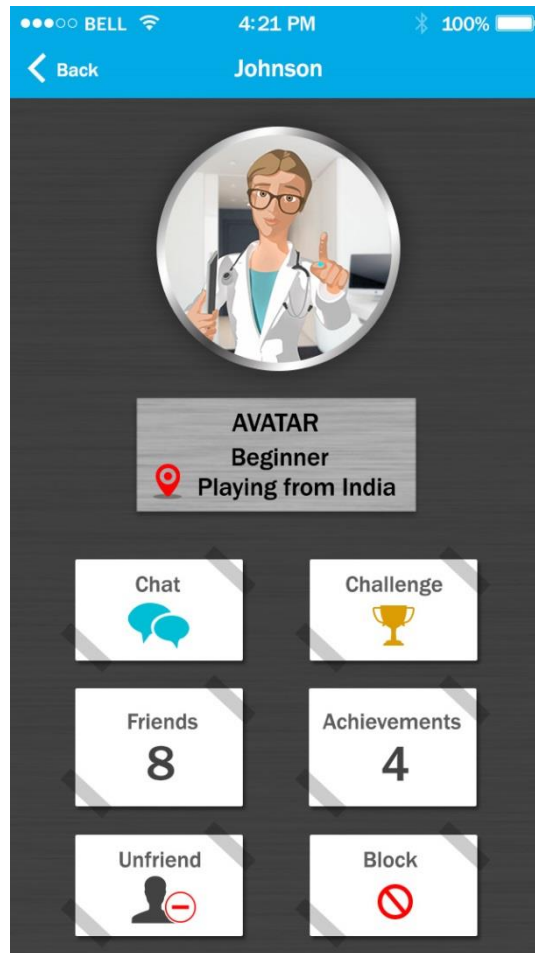 BELL 4:21 PM 100%
Back Johnson
AVATAR
Beginner
Playing from India
Chat Challenge
Friends Achievements
8 4
Unfriend Block